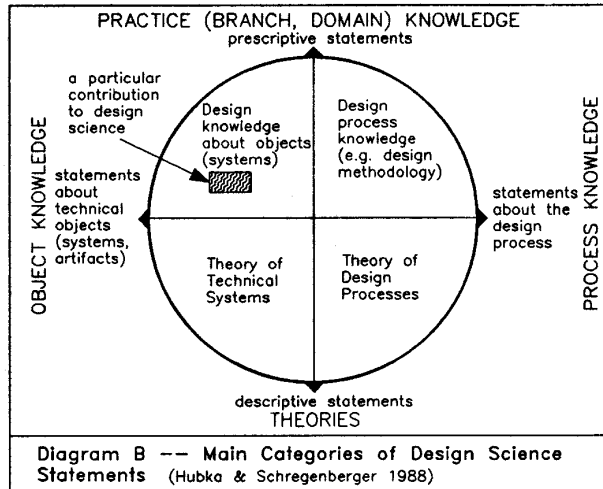 PRACTICE (BRANCH, DOMAIN) KNOWLEDGE
prescriptive statements
a particular
contribution
to design
science
Design
knowledge
about objects
(systems)
Design
process
knowledge
(e.g. design
methodology)
OBJECT KNOWLEDGE
statements
about
technical
objects
(systems,
artifacts)
statements
about the
design
process
PROCESS KNOWLEDGE
Theory of
Technical
Systems
Theory of
Design
Processes
descriptive statements
THEORIES
Diagram B -- Main Categories of Design Science
Statements (Hubka & Schregenberger 1988)